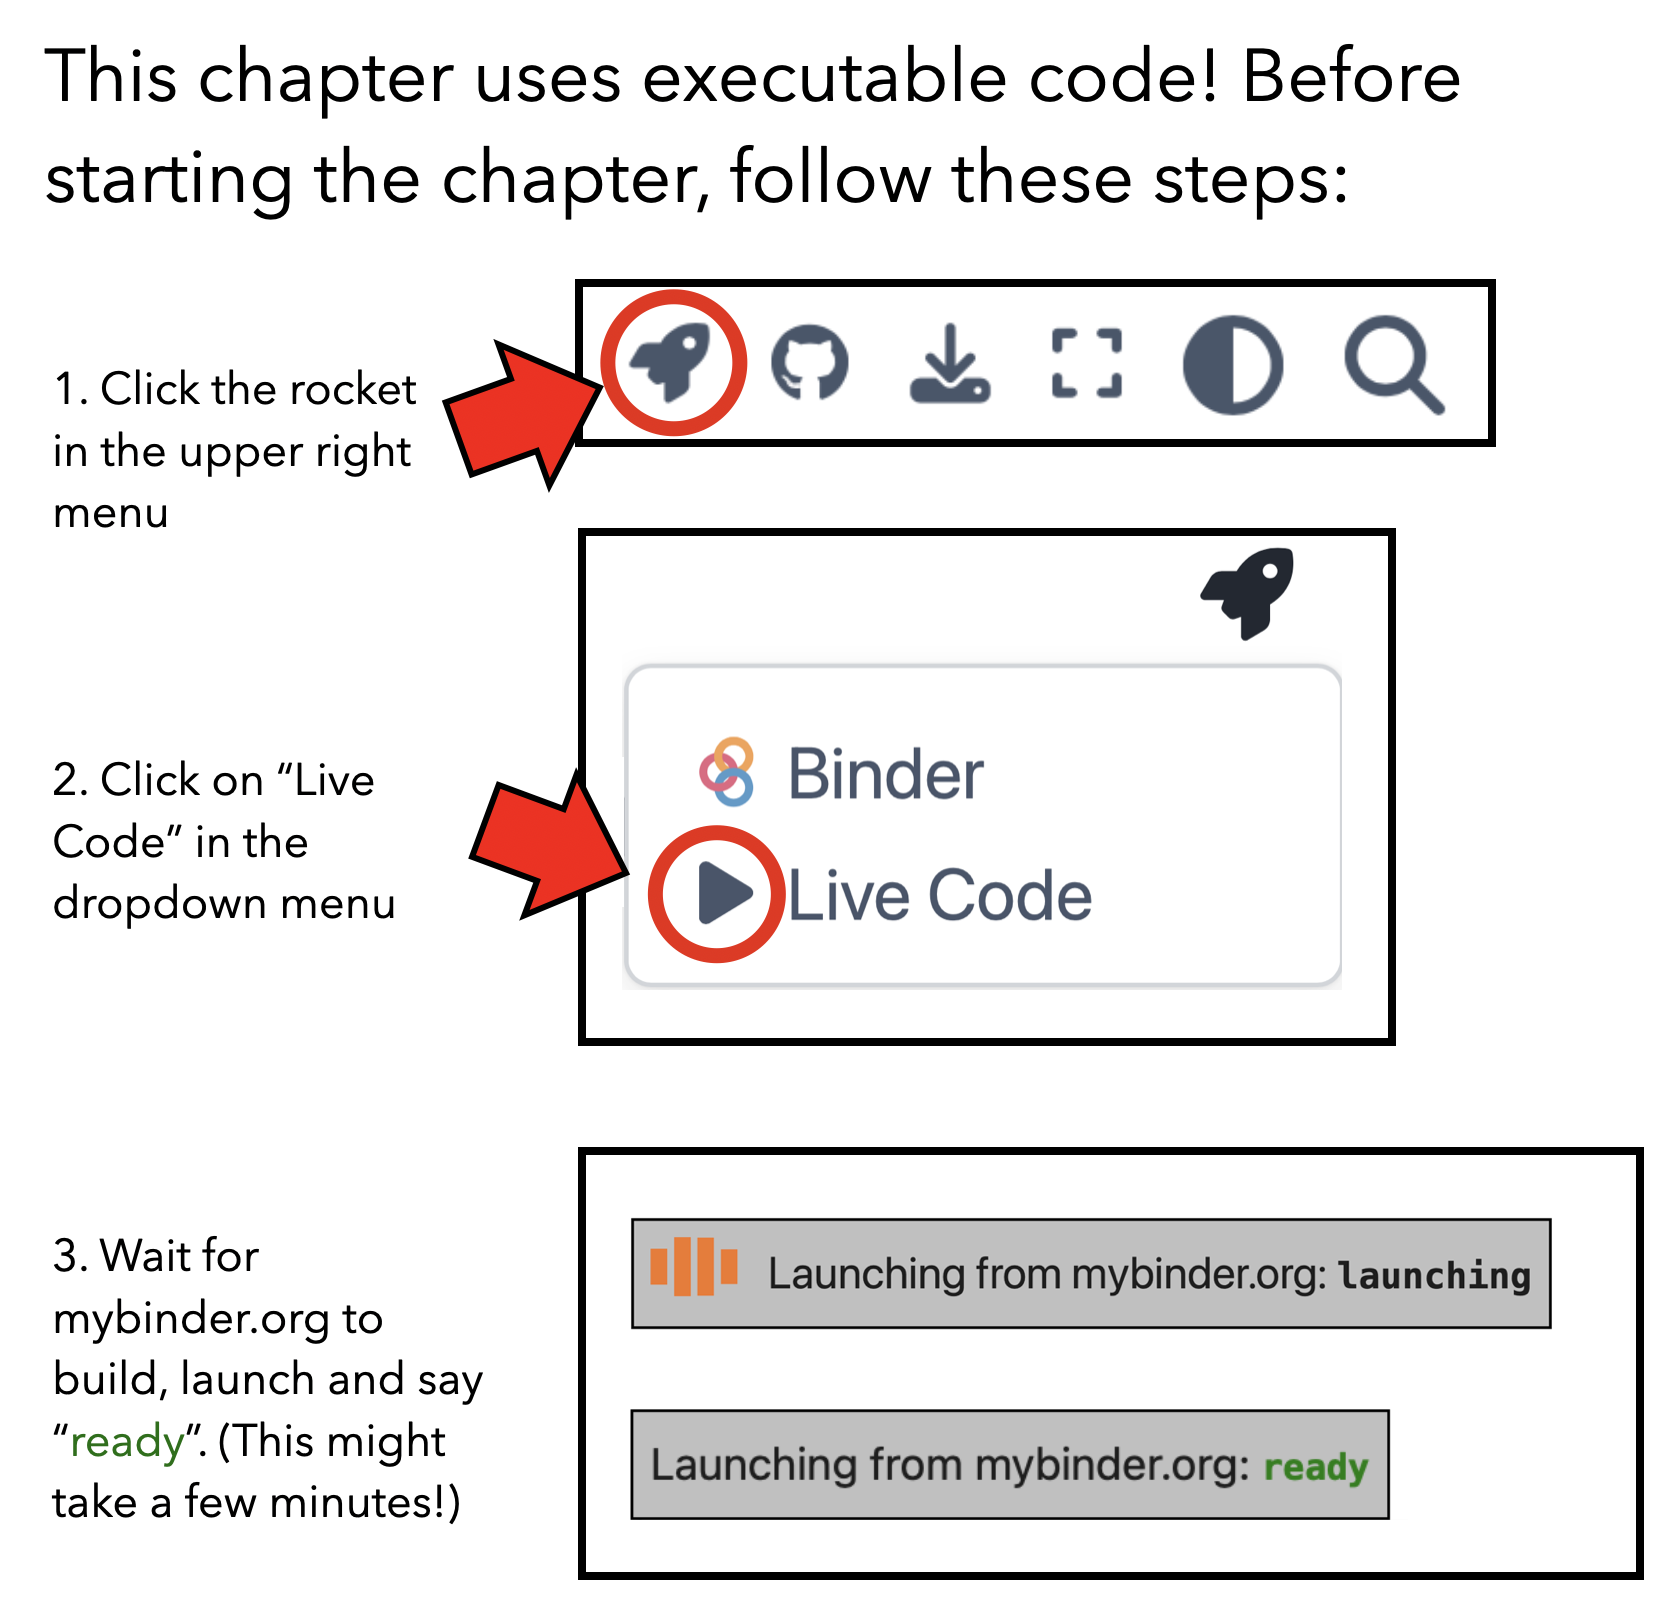 This chapter uses executable code! Before
starting the chapter, follow these steps:
1. Click the rocket
in the upper right
menu
2. Click on “Live
Code” in the
dropdown menu
Binder
Live Code
3. Wait for
mybinder.org to
build, launch and say
“ready”. (This might
take a few minutes!)
Launching from mybinder.org: launching
Launching from mybinder.org: ready